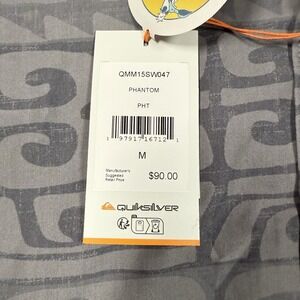 QMM15SW047
PHANTOM
PHT
1 97917 16712 1
M
Manufacturer's
Suggested
Retail Price
$90.00
QUIKSILVER